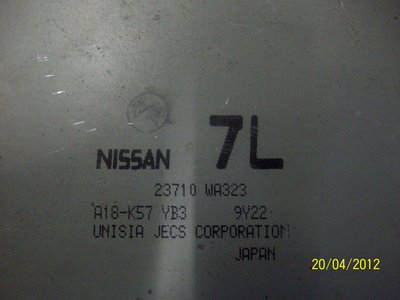 NISSAN 7L
23710 WA323
A18-K57 YB3 9Y22
UNISIA JECS CORPORATION
JAPAN
20/04/2012